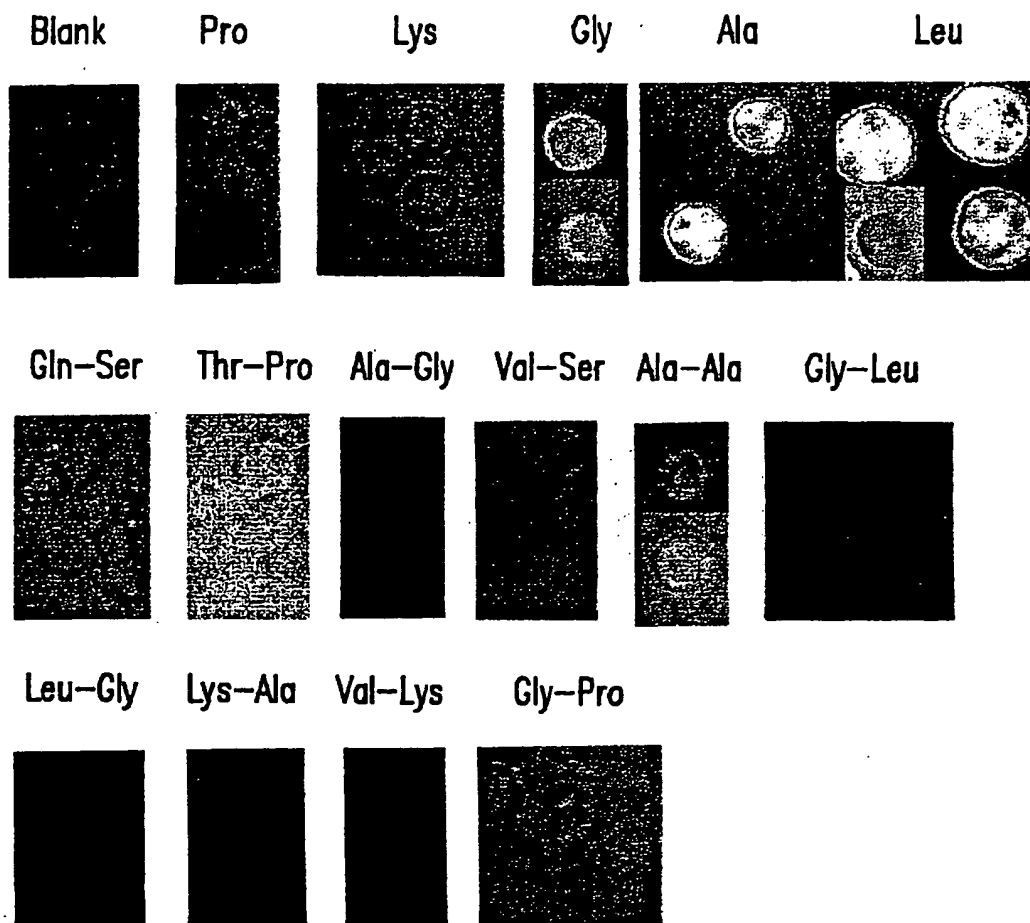 Blank Pro Lys Gly Ala Leu
Gln-Ser Thr-Pro Ala-Gly Val-Ser Ala-Ala Gly-Leu
Leu-Gly Lys-Ala Val-Lys Gly-Pro